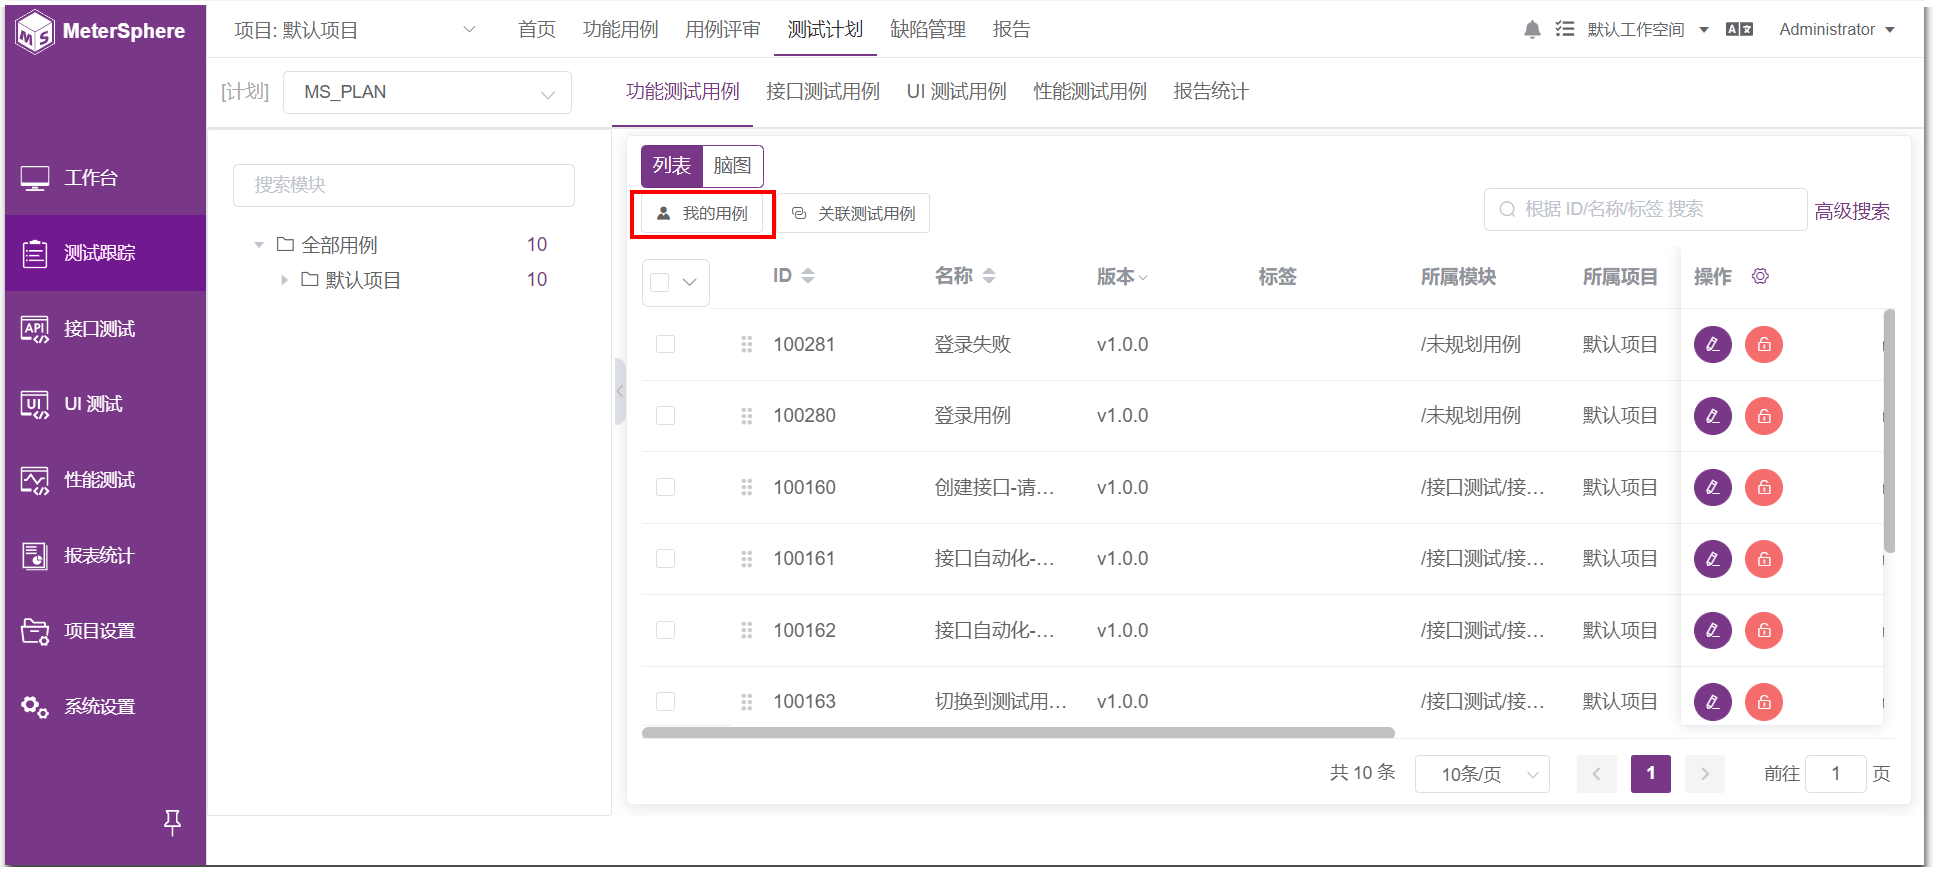 MeterSphere
项目: 默认项目
首页 功能用例 用例评审 测试计划 缺陷管理 报告
默认工作空间
Administrator
[计划] MS_PLAN
功能测试用例 接口测试用例 UI 测试用例 性能测试用例 报告统计
工作台
测试跟踪
接口测试
UI 测试
性能测试
报表统计
项目设置
系统设置
搜索模块
全部用例 10
默认项目 10
列表 脑图
我的用例 关联测试用例
根据 ID/名称/标签 搜索
高级搜索
ID 名称 版本 标签 所属模块 所属项目 操作
100281 登录失败 v1.0.0 /未规划用例 默认项目
100280 登录用例 v1.0.0 /未规划用例 默认项目
100160 创建接口-请... v1.0.0 /接口测试/接... 默认项目
100161 接口自动化-... v1.0.0 /接口测试/接... 默认项目
100162 接口自动化-... v1.0.0 /接口测试/接... 默认项目
100163 切换到测试用... v1.0.0 /接口测试/接... 默认项目
共 10 条 10条/页 1 前往 1 页